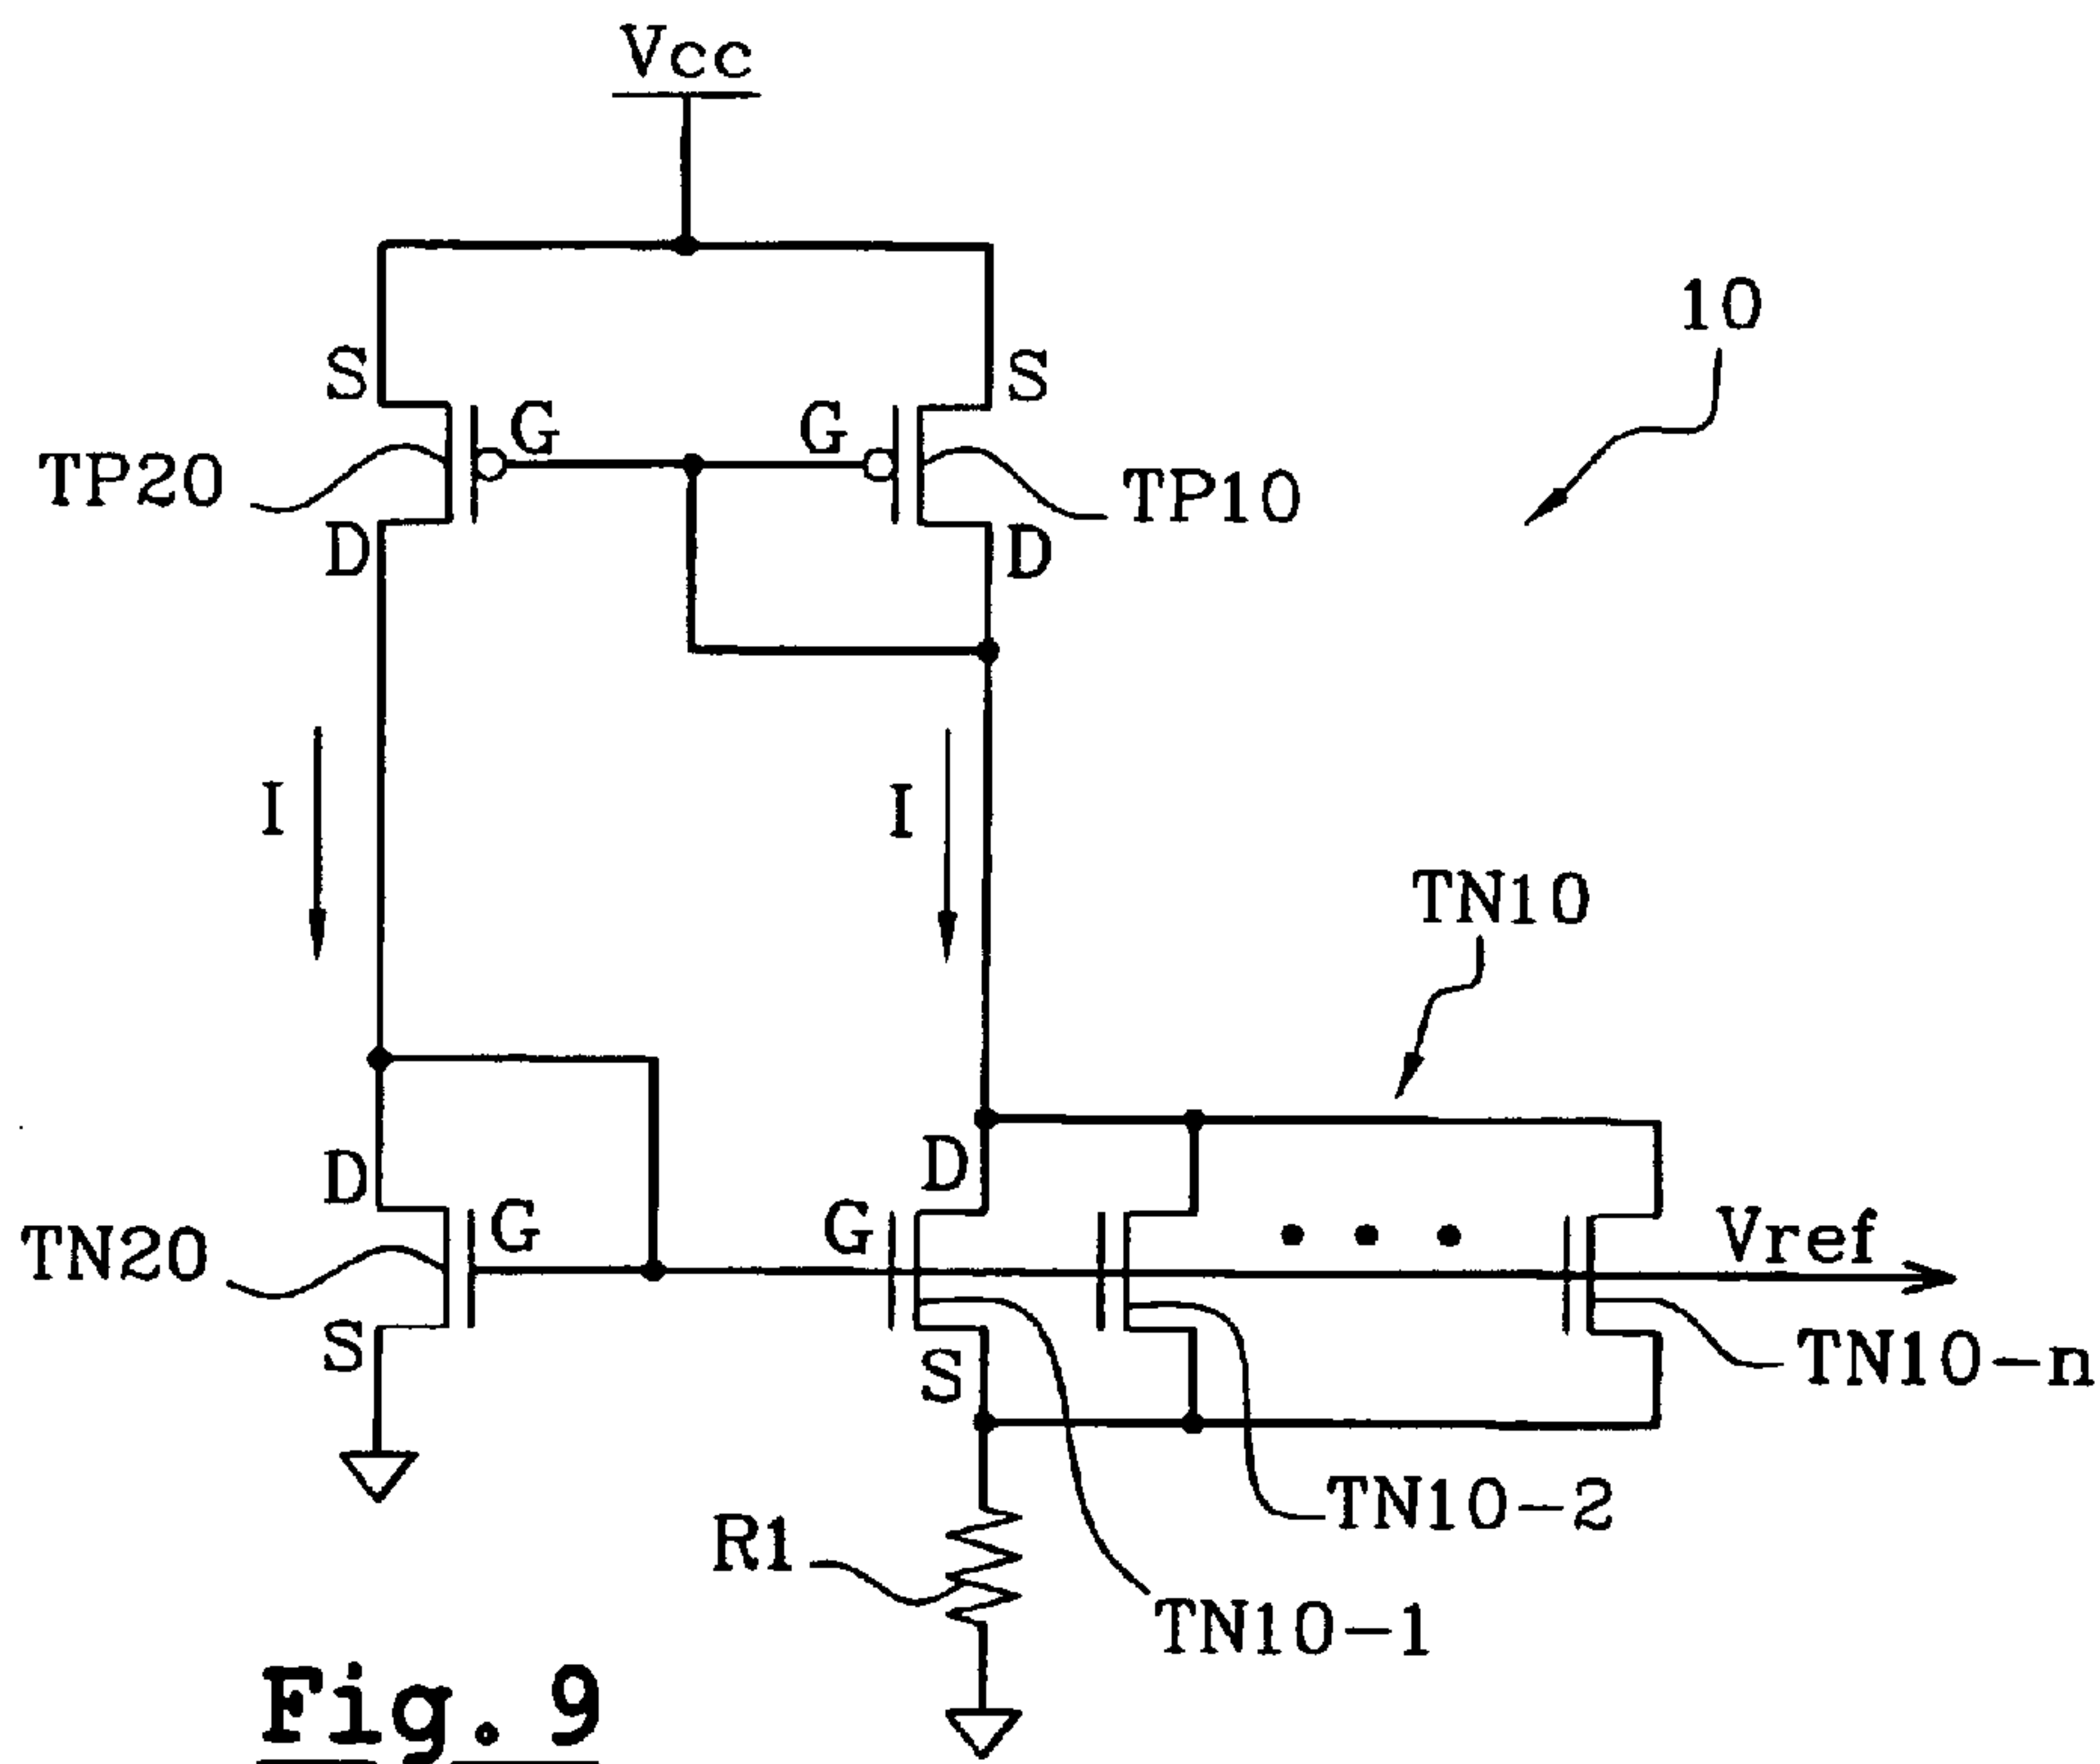 Vcc
10
S
S
G
G
TP20
TP10
D
D
I
I
TN10
D
D
G
G
Vref
TN20
S
S
TN10-n
TN10-2
R1
TN10-1
Fig. 9